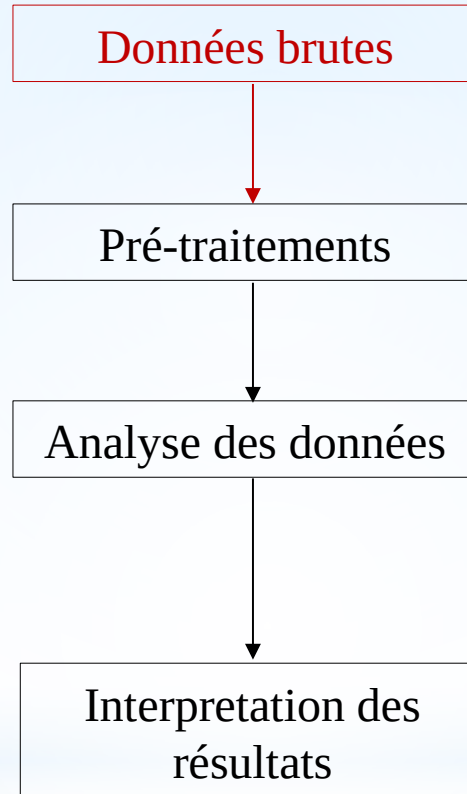 Données brutes
Pré-traitements
Analyse des données
Interpretation des
résultats